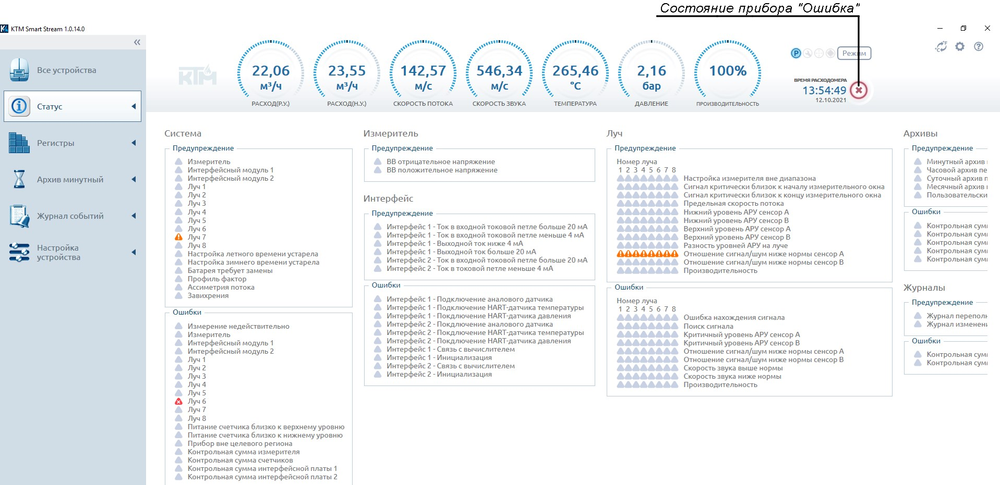 Состояние прибора "Ошибка"
KTM Smart Stream 1.0.14.0
Все устройства
Статус
Регистры
Архив минутный
Журнал событий
Настройка
устройства
КТМ
22,06
м³/ч
РАСХОД(Р.У.)
23,55
м³/ч
РАСХОД(Н.У.)
142,57
м/с
СКОРОСТЬ ПОТОКА
546,34
м/с
СКОРОСТЬ ЗВУКА
265,46
°C
ТЕМПЕРАТУРА
2,16
бар
ДАВЛЕНИЕ
100%
ПРОИЗВОДИТЕЛЬНОСТЬ
P
Режим
ВРЕМЯ РАСХОДОМЕРА
13:54:49
12.10.2021
°C °F
Система
Предупреждение
Измеритель
Интерфейсный модуль 1
Интерфейсный модуль 2
Луч 1
Луч 2
Луч 3
Луч 4
Луч 5
Луч 6
Луч 7
Луч 8
Настройка летного времени устарела
Настройка зимнего времени устарела
Батарея требует замены
Профиль фактор
Ассиметрия потока
Завихрения
Ошибки
Измерение недействительно
Измеритель
Интерфейсный модуль 1
Интерфейсный модуль 2
Луч 1
Луч 2
Луч 3
Луч 4
Луч 5
Луч 6
Луч 7
Луч 8
Питание счетчика близко к верхнему уровню
Питание счетчика близко к нижнему уровню
Прибор вне целевого региона
Контрольная сумма измерителя
Контрольная сумма счетчиков
Контрольная сумма интерфейсной платы 1
Контрольная сумма интерфейсной платы 2
Измеритель
Предупреждение
ВВ отрицательное напряжение
ВВ положительное напряжение
Интерфейс
Предупреждение
Интерфейс 1 - Ток в входной токовой петле больше 20 мА
Интерфейс 1 - Ток в входной токовой петле меньше 4 мА
Интерфейс 1 - Выходной ток ниже 4 мА
Интерфейс 1 - Выходной ток больше 20 мА
Интерфейс 2 - Ток в входной токовой петле больше 20 мА
Интерфейс 2 - Ток в токовой петле меньше 4 мА
Ошибки
Интерфейс 1 - Подключение аналового датчика
Интерфейс 1 - Подключение HART-датчика температуры
Интерфейс 1 - Покдлючение HART-датчика давления
Интерфейс 2 - Покдлючение аналового датчика
Интерфейс 2 - Покдлючение HART-датчика температуры
Интерфейс 2 - Покдлючение HART-датчика давления
Интерфейс 1 - Связь с вычислителем
Интерфейс 1 - Инициализация
Интерфейс 2 - Связь с вычислителем
Интерфейс 2 - Инициализация
Луч
Предупреждение
Номер луча
1 2 3 4 5 6 7 8
Настройка измерителя вне диапазона
Сигнал критически близок к началу измерительного окна
Сигнал критически близок к концу измерительного окна
Предельная скорость потока
Нижний уровень АРУ сенсор А
Нижний уровень АРУ сенсор В
Верхний уровень АРУ сенсор А
Верхний уровень АРУ сенсор В
Разность уровней АРУ на луче
Отношение сигнал/шум ниже нормы сенсор А
Отношение сигнал/шум ниже нормы сенсор В
Производительность
Ошибки
Номер луча
1 2 3 4 5 6 7 8
Ошибка нахождения сигнала
Поиск сигнала
Критичный уровень АРУ сенсор А
Критичный уровень АРУ сенсор В
Отношение сигнал/шум ниже нормы сенсор А
Отношение сигнал/шум ниже нормы сенсор В
Скорость звука выше нормы
Скорость звука ниже нормы
Производительность
Архивы
Предупреждение
Минутный архив
Часовой архив пе
Суточный архив п
Месячный архив
Пользовательски
Ошибки
Контрольная сум
Контрольная сум
Контрольная сум
Контрольная сум
Контрольная сум
Журналы
Предупреждение
Журнал перепол
Журнал изменен
Ошибки
Контрольная сум
Контрольная сум